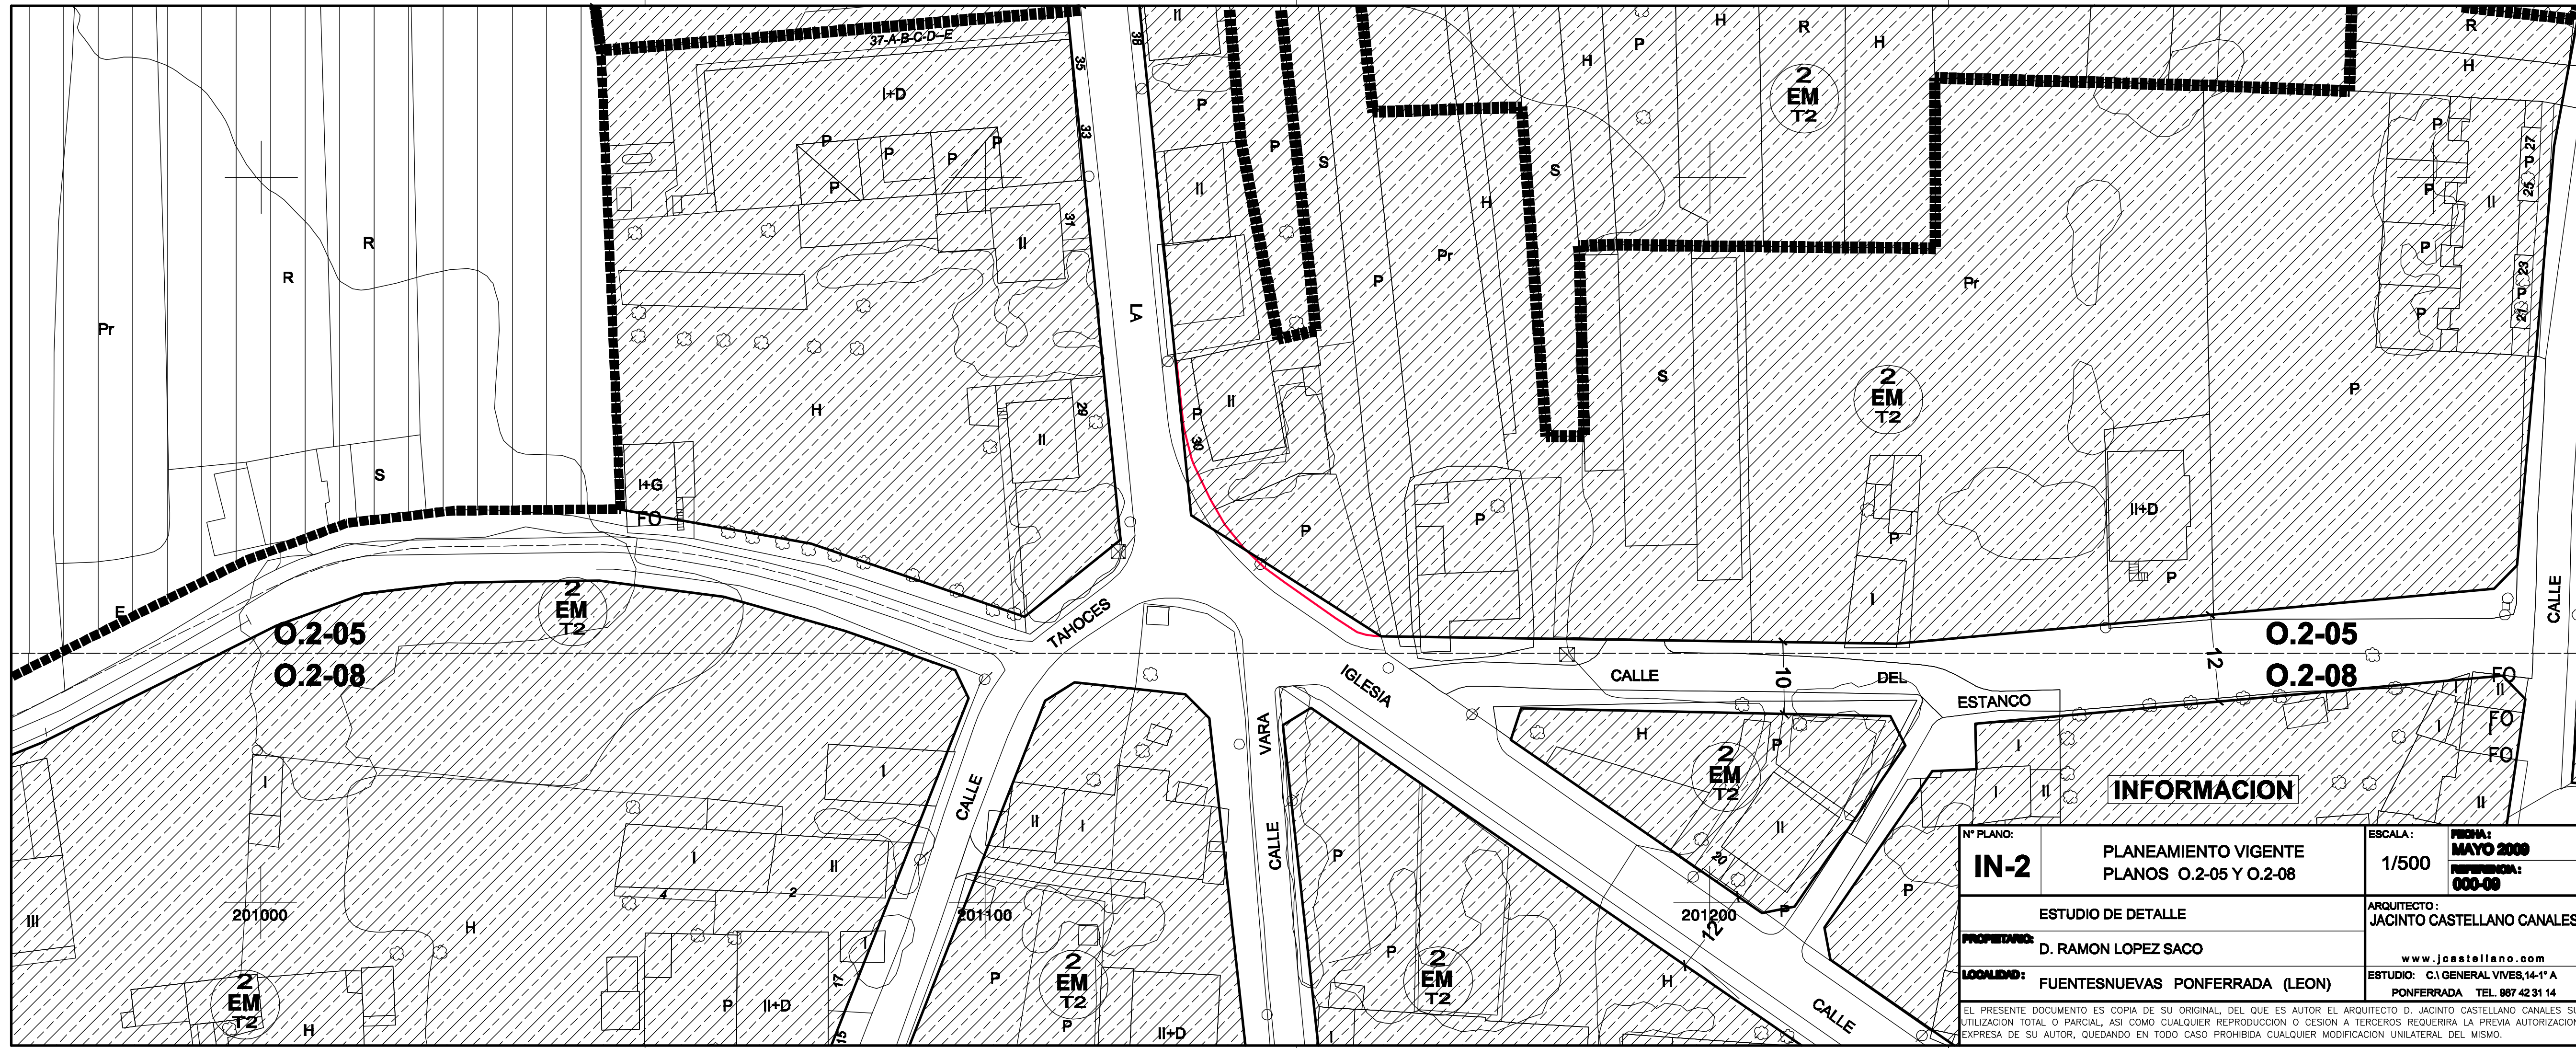 37-A-B-C-D--E
35
33
31
29
38
30
I+D
P
P
P
P
P
II
II
H
I+G
FO
R
R
Pr
S
E
LA
II
II
II
P
P
P
S
P
Pr
H
S
H
P
H
R
H
2
EM
T2
R
H
P
P
P
P
27
P
25
II
23
P
21
Pr
P
S
2
EM
T2
P
P
P
I
II+D
P
2
EM
T2
O.2-05
O.2-08
TAHOCES
IGLESIA
CALLE
DEL
ESTANCO
10
12
O.2-05
O.2-08
CALLE
FO
II
FO
FO
I
I
I
II
II
H
P
2
EM
T2
II
20
P
12
CALLE
VARA
CALLE
CALLE
I
I
I
II
4
2
II
I
III
H
201000
201100
201200
2
EM
T2
H
P
II+D
I
17
15
P
2
EM
T2
P
II+D
I
P
P
2
EM
T2
H
P
INFORMACION
N° PLANO:
IN-2
PLANEAMIENTO VIGENTE
PLANOS O.2-05 Y O.2-08
ESCALA :
1/500
FECHA :
MAYO 2009
REFERENCIA :
000-09
ESTUDIO DE DETALLE
PROPIETARIO:
D. RAMON LOPEZ SACO
LOCALIDAD :
FUENTESNUEVAS PONFERRADA (LEON)
ARQUITECTO :
JACINTO CASTELLANO CANALES
www.jcastellano.com
ESTUDIO: C.\ GENERAL VIVES,14-1° A
PONFERRADA TEL. 987 42 31 14
EL PRESENTE DOCUMENTO ES COPIA DE SU ORIGINAL, DEL QUE ES AUTOR EL ARQUITECTO D. JACINTO CASTELLANO CANALES SU
UTILIZACION TOTAL O PARCIAL, ASI COMO CUALQUIER REPRODUCCION O CESION A TERCEROS REQUERIRA LA PREVIA AUTORIZACION
EXPRESA DE SU AUTOR, QUEDANDO EN TODO CASO PROHIBIDA CUALQUIER MODIFICACION UNILATERAL DEL MISMO.